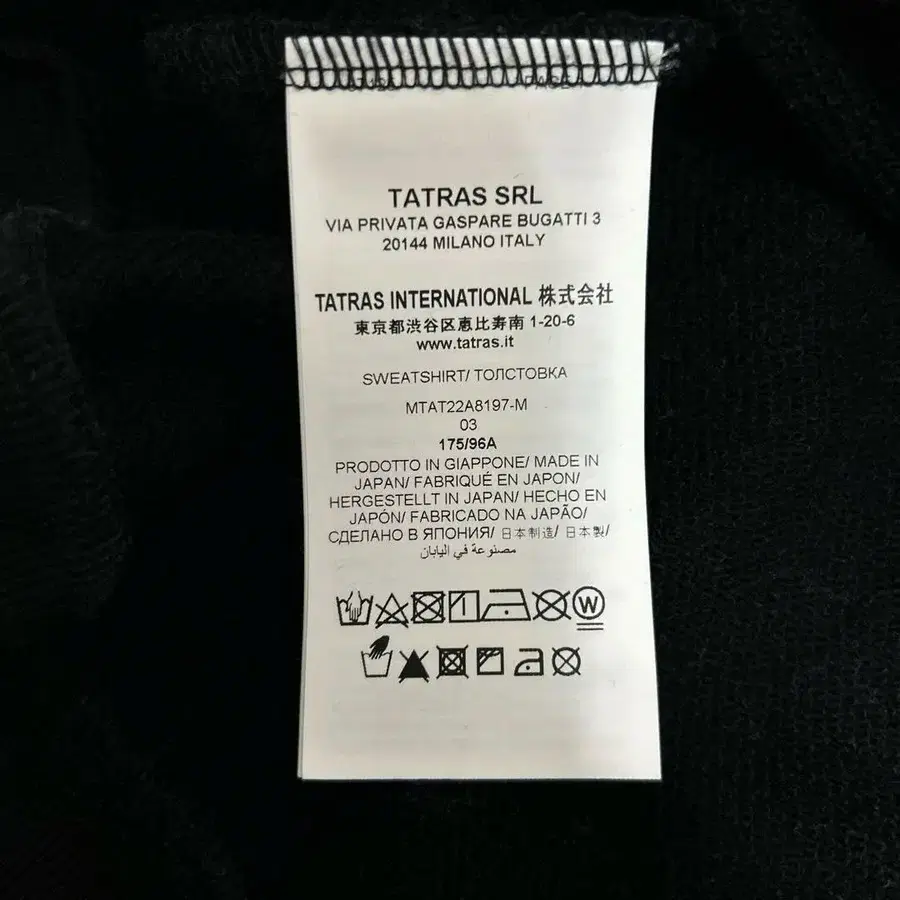 TATRAS SRL
VIA PRIVATA GASPARE BUGATTI 3
20144 MILANO ITALY
TATRAS INTERNATIONAL 株式会社
東京都渋谷区恵比寿南 1-20-6
www.tatras.it
SWEATSHIRT/ ТОЛСТОВКА
MTAT22A8197-M
03
175/96A
PRODOTTO IN GIAPPONE/ MADE IN
JAPAN/ FABRIQUÉ EN JAPON/
HERGESTELLT IN JAPAN/ HECHO EN
JAPÓN/ FABRICADO NA JAPÃO/
СДЕЛАНО В ЯПОНИЯ/ 日本制造/ 日本製/
مصنوعة في اليابان
W